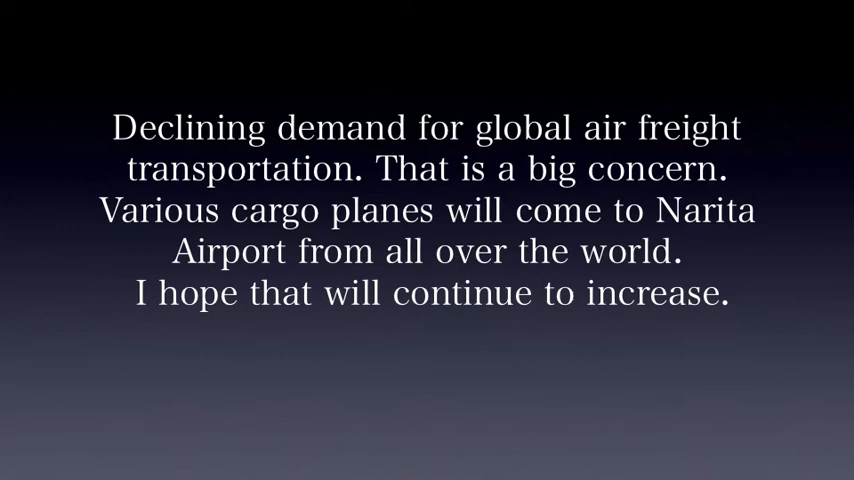 Declining demand for global air freight
transportation. That is a big concern.
Various cargo planes will come to Narita
Airport from all over the world.
I hope that will continue to increase.